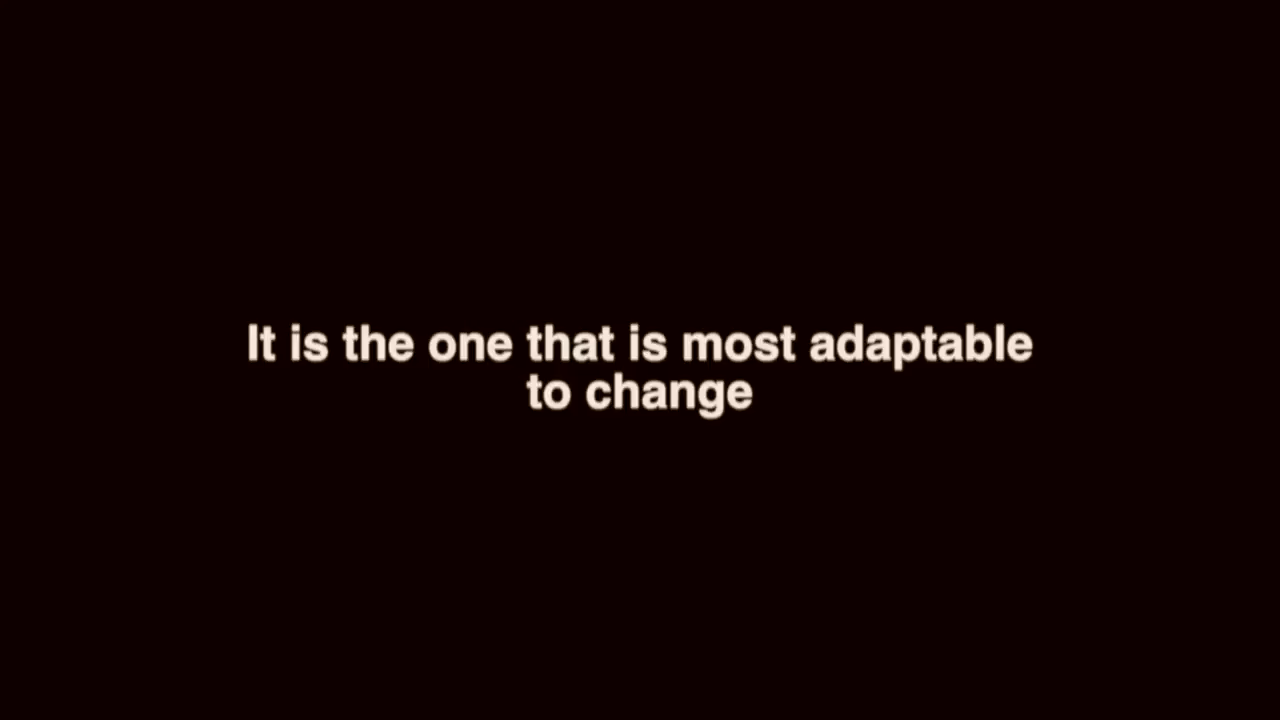 It is the one that is most adaptable
to change